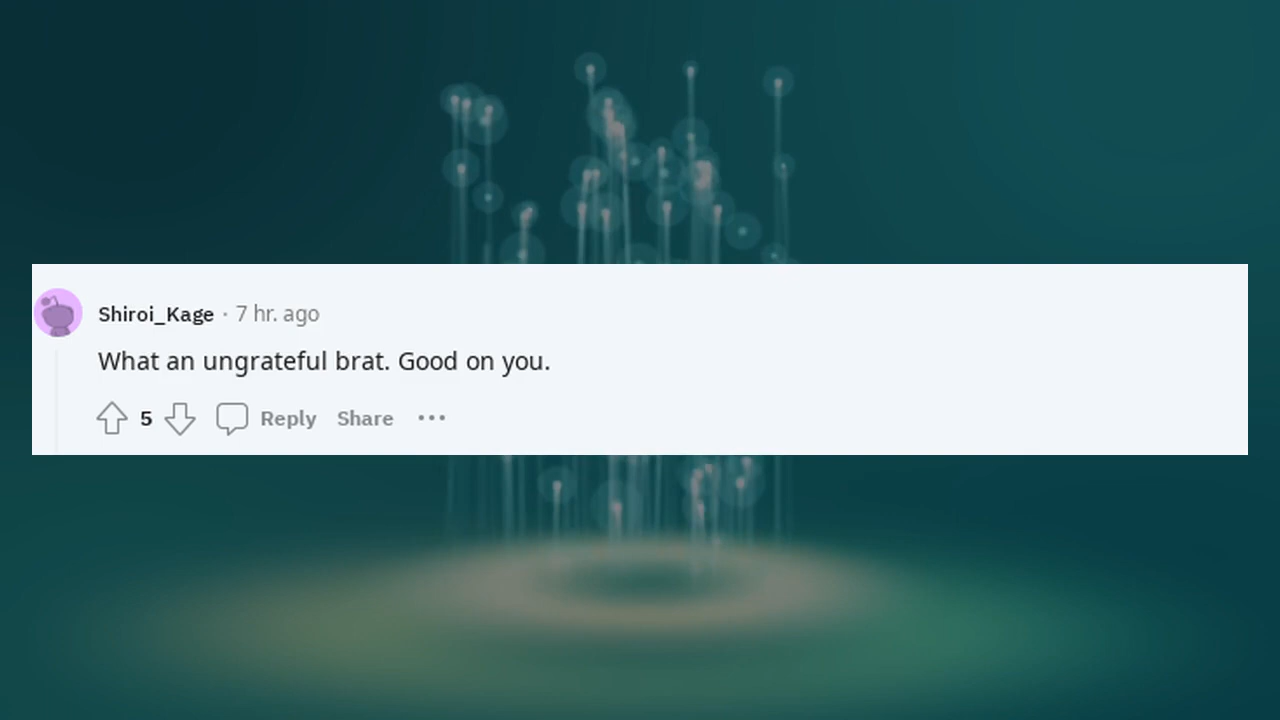 Shiroi_Kage · 7 hr. ago
What an ungrateful brat. Good on you.
5 Reply Share ···